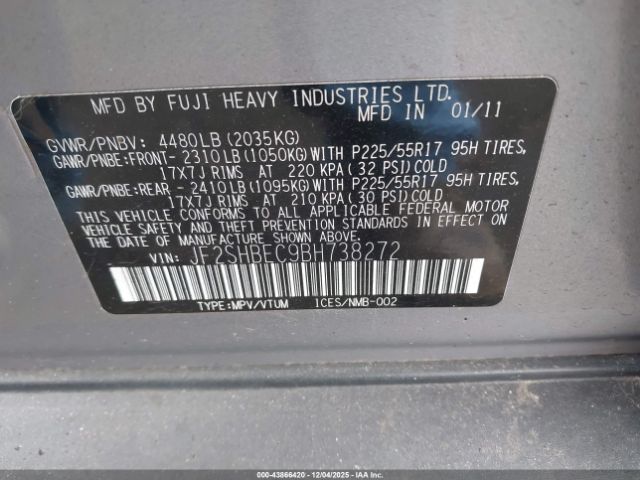 MFD BY FUJI HEAVY INDUSTRIES LTD.
MFD IN 01/11
GVWR/PNBV: 4480LB (2035KG)
GAWR/PNBE:FRONT- 2310LB (1050KG) WITH P225/55R17 95H TIRES,
17X7J RIMS AT 220 KPA (32 PSI) COLD
GAWR/PNBE:REAR - 2410LB (1095KG) WITH P225/55R17 95H TIRES,
17X7J RIMS AT 210 KPA (30 PSI) COLD
THIS VEHICLE CONFORMS TO ALL APPLICABLE FEDERAL MOTOR
VEHICLE SAFETY AND THEFT PREVENTION STANDARDS IN EFFECT
ON THE DATE OF MANUFACTURE SHOWN ABOVE.
VIN: JF2SHBFC9BH738272
TYPE:MPV/VTUM ICES/NMB-002
000-43866420 - 12/04/2025 - IAA Inc.